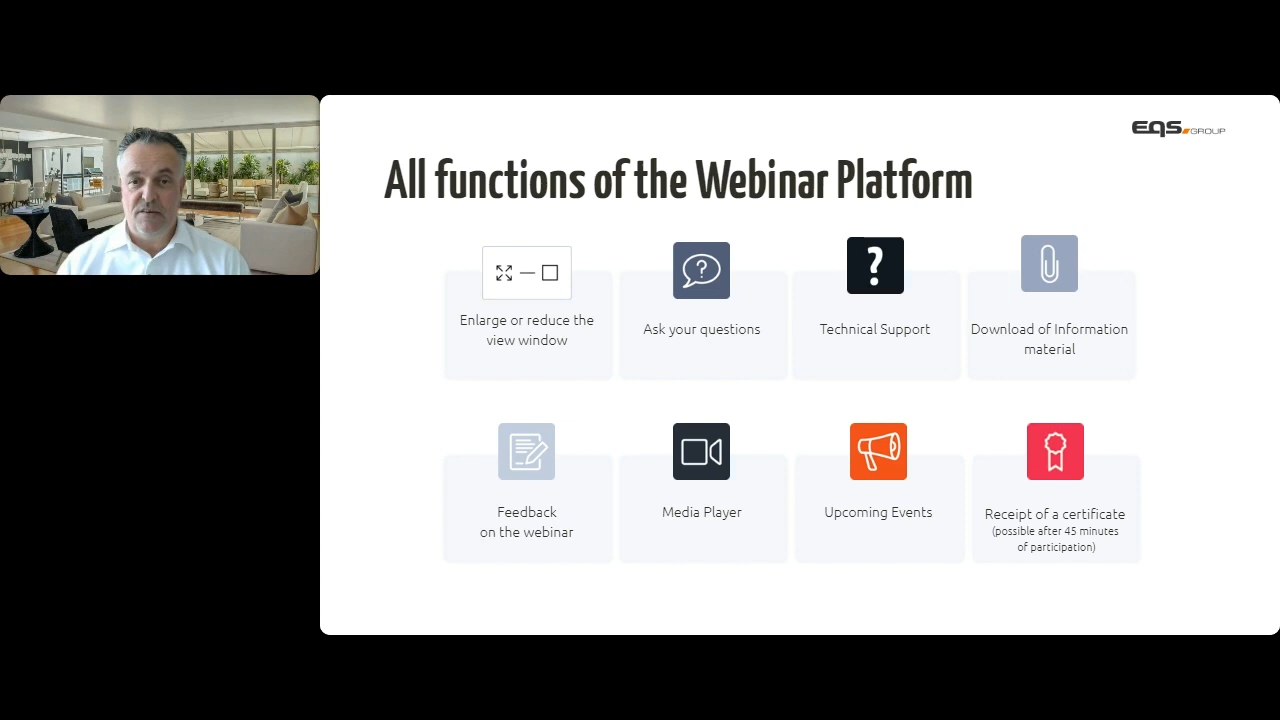 EQS GROUP
All functions of the Webinar Platform
Enlarge or reduce the
view window
Ask your questions
Technical Support
Download of Information
material
Feedback
on the webinar
Media Player
Upcoming Events
Receipt of a certificate
(possible after 45 minutes
of participation)